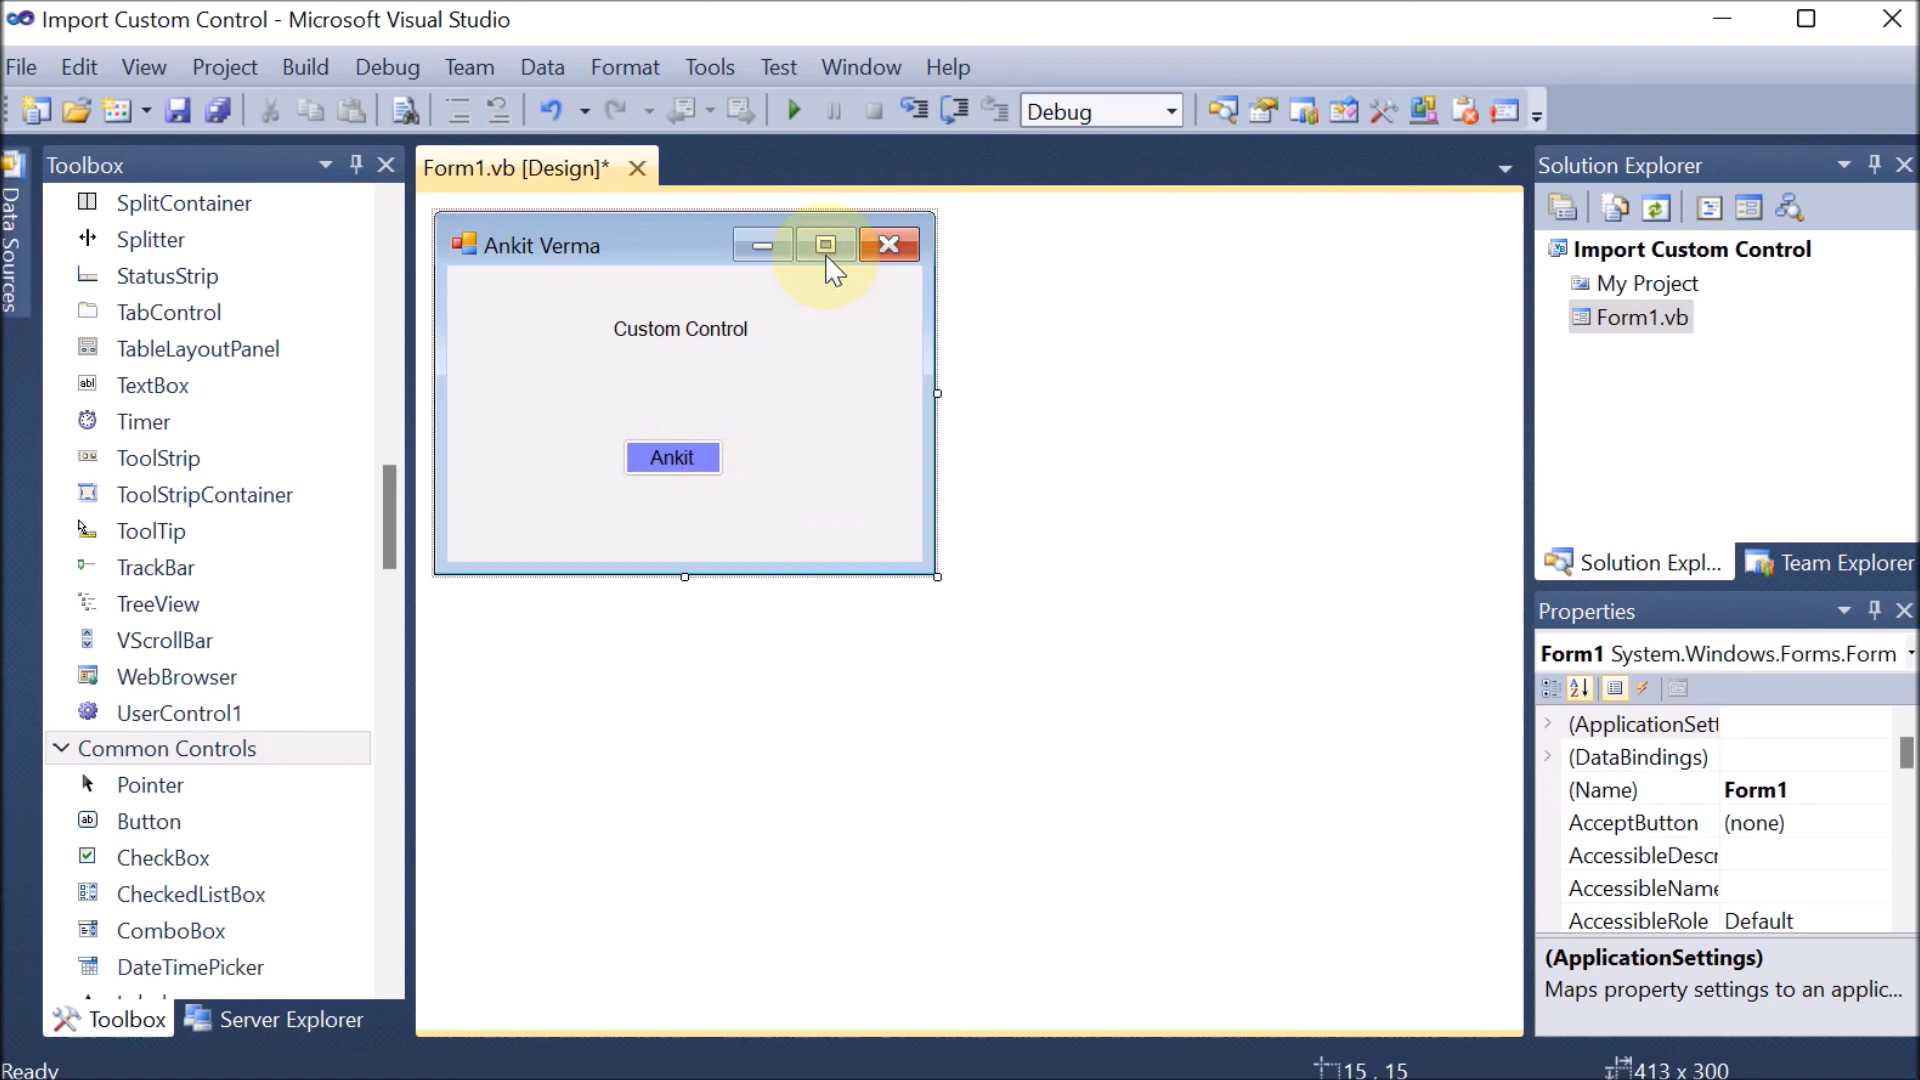 Import Custom Control - Microsoft Visual Studio
File Edit View Project Build Debug Team Data Format Tools Test Window Help
Debug
Data Sources
Toolbox
SplitContainer
Splitter
StatusStrip
TabControl
TableLayoutPanel
TextBox
Timer
ToolStrip
ToolStripContainer
ToolTip
TrackBar
TreeView
VScrollBar
WebBrowser
UserControl1
Common Controls
Pointer
Button
CheckBox
CheckedListBox
ComboBox
DateTimePicker
Toolbox Server Explorer
Form1.vb [Design]*
Ankit Verma
Custom Control
Ankit
Solution Explorer
Import Custom Control
My Project
Form1.vb
Solution Expl... Team Explorer
Properties
Form1 System.Windows.Forms.Form
(ApplicationSett
(DataBindings)
(Name) Form1
AcceptButton (none)
AccessibleDescr
AccessibleName
AccessibleRole Default
(ApplicationSettings)
Maps property settings to an applic...
Ready 15 , 15 413 x 300